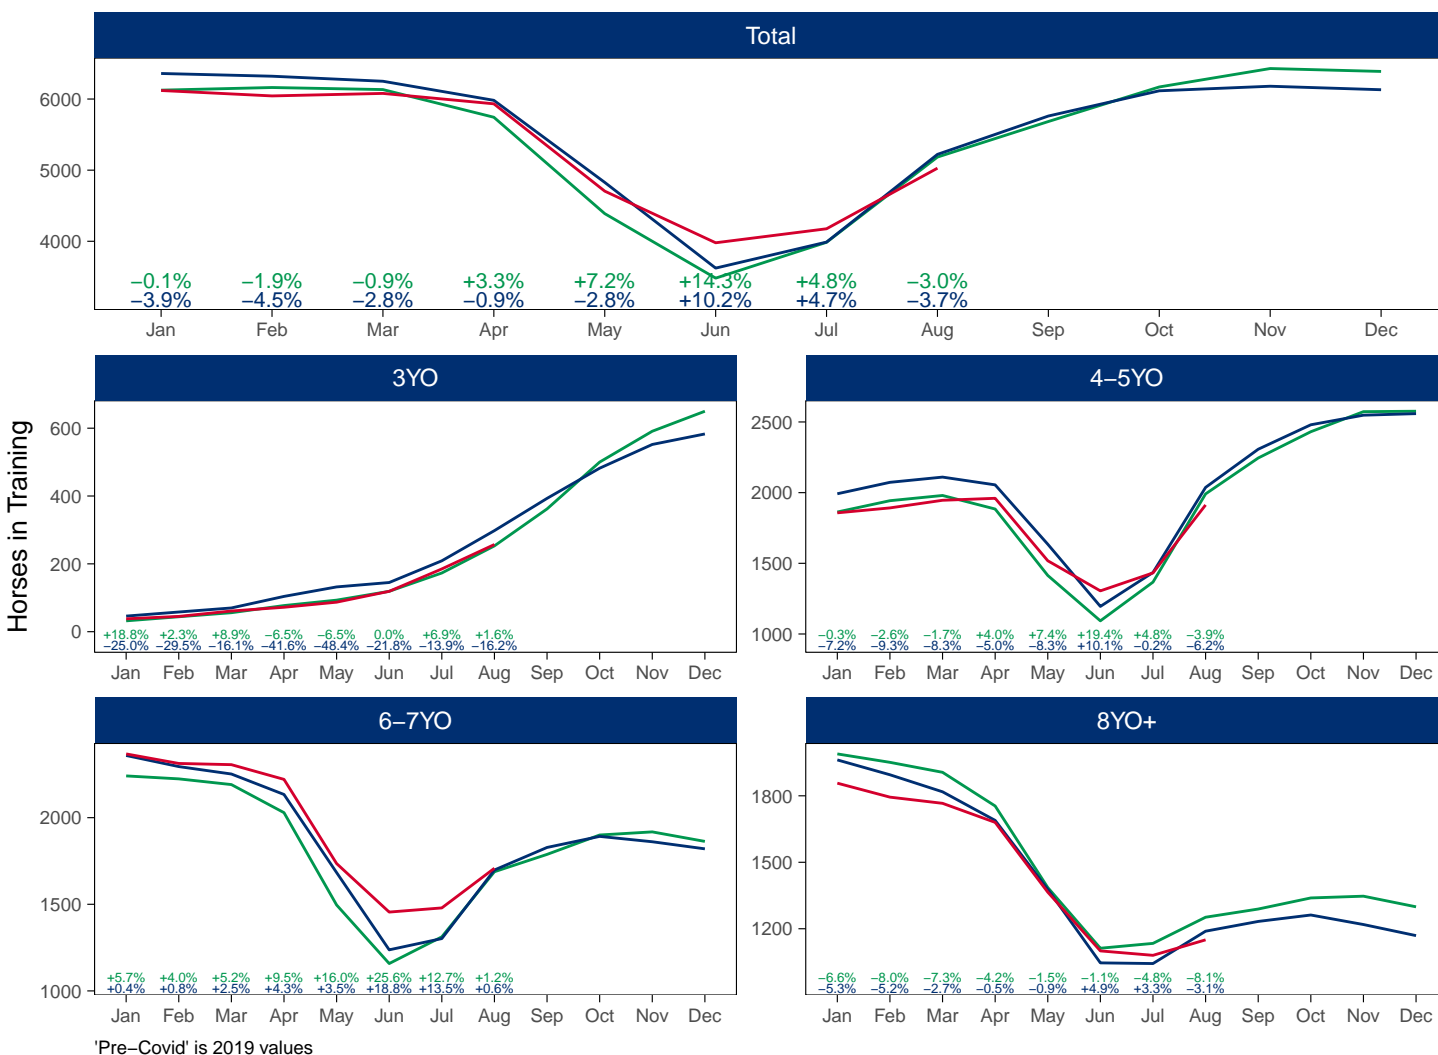 Total
6000
5000
4000
−0.1% −1.9% −0.9% +3.3% +7.2% +14.3% +4.8% −3.0%
−3.9% −4.5% −2.8% −0.9% −2.8% +10.2% +4.7% −3.7%
Jan Feb Mar Apr May Jun Jul Aug Sep Oct Nov Dec
Horses in Training
3YO
600
400
200
0
+18.8% +2.3% +8.9% −6.5% −6.5% 0.0% +6.9% +1.6%
−25.0% −29.5% −16.1% −41.6% −48.4% −21.8% −13.9% −16.2%
Jan Feb Mar Apr May Jun Jul Aug Sep Oct Nov Dec
4−5YO
2500
2000
1500
1000
−0.3% −2.6% −1.7% +4.0% +7.4% +19.4% +4.8% −3.9%
−7.2% −9.3% −8.3% −5.0% −8.3% +10.1% −0.2% −6.2%
Jan Feb Mar Apr May Jun Jul Aug Sep Oct Nov Dec
6−7YO
2000
1500
1000
+5.7% +4.0% +5.2% +9.5% +16.0% +25.6% +12.7% +1.2%
+0.4% +0.8% +2.5% +4.3% +3.5% +18.8% +13.5% +0.6%
Jan Feb Mar Apr May Jun Jul Aug Sep Oct Nov Dec
8YO+
1800
1500
1200
−6.6% −8.0% −7.3% −4.2% −1.5% −1.1% −4.8% −8.1%
−5.3% −5.2% −2.7% −0.5% −0.9% +4.9% +3.3% −3.1%
Jan Feb Mar Apr May Jun Jul Aug Sep Oct Nov Dec
'Pre−Covid' is 2019 values